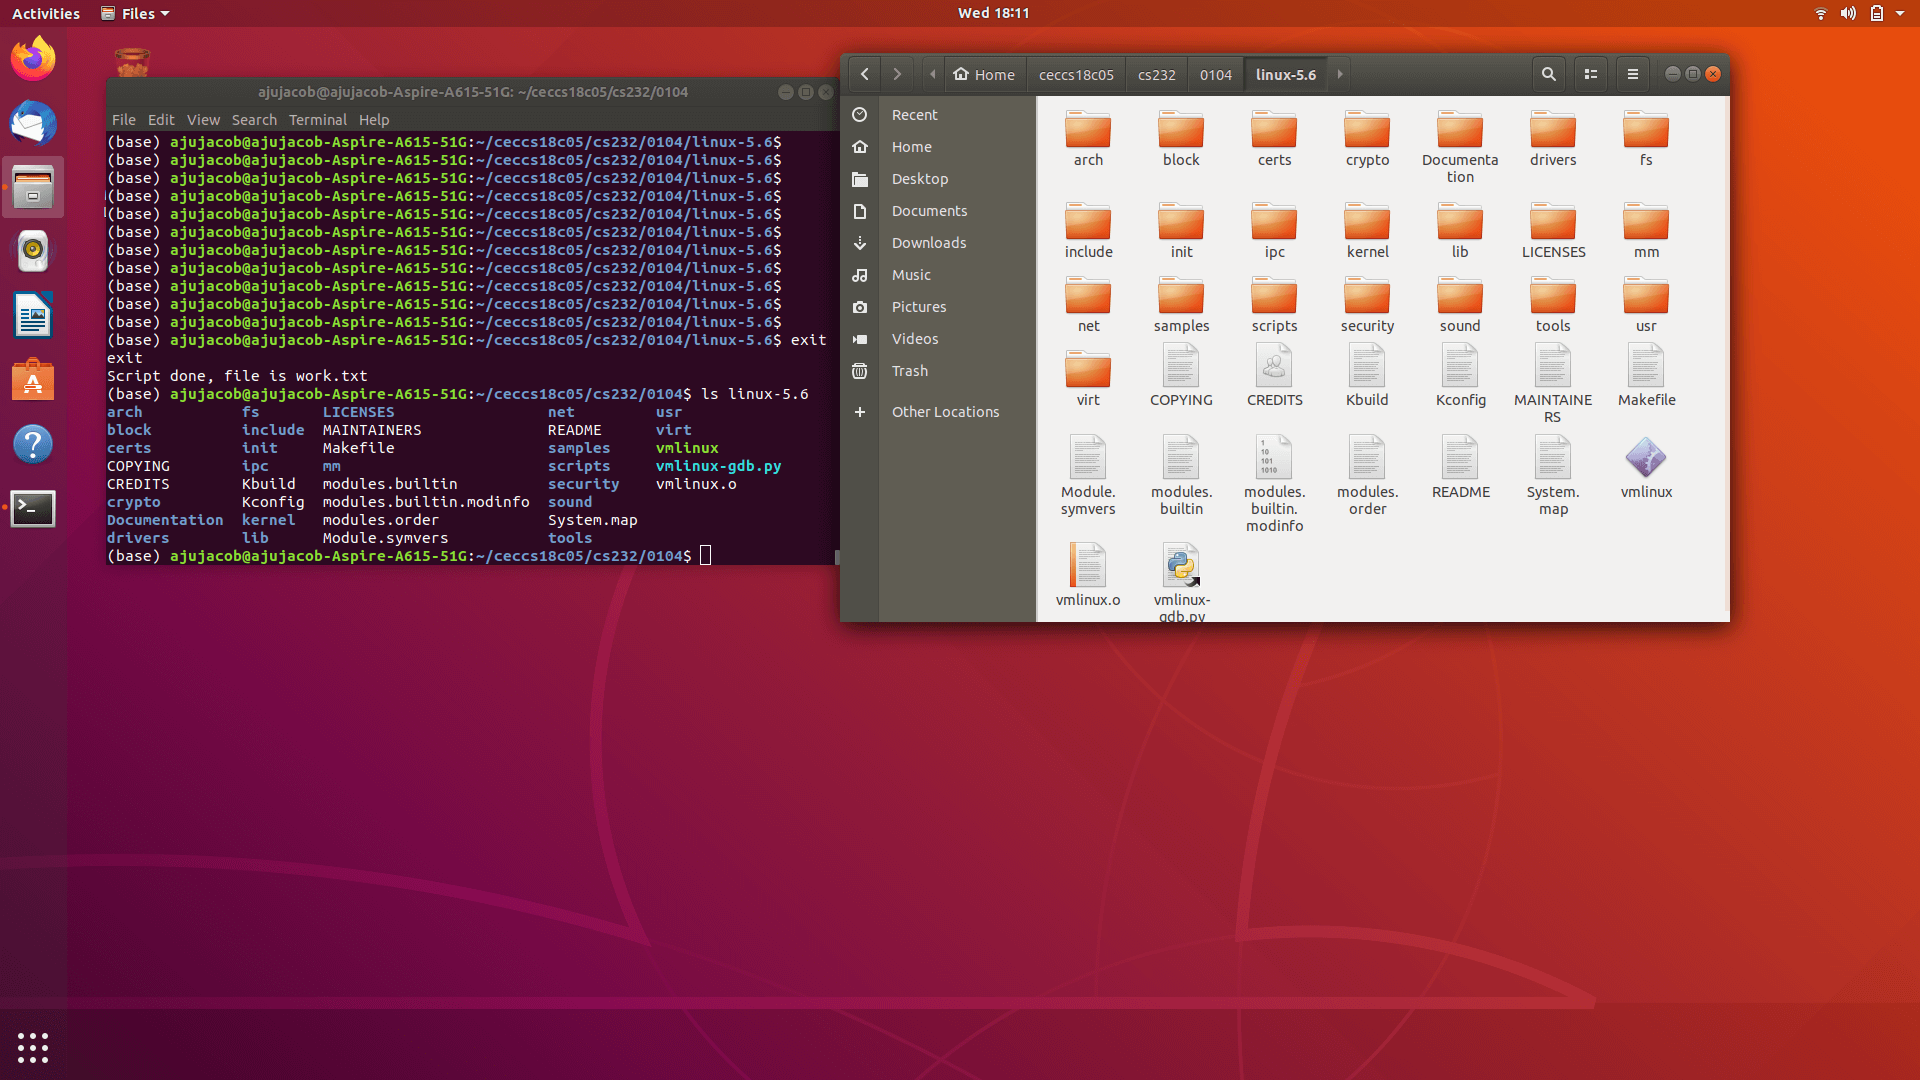 Activities Files Wed 18:11
ajujacob@ajujacob-Aspire-A615-51G: ~/ceccs18c05/cs232/0104
File Edit View Search Terminal Help
(base) ajujacob@ajujacob-Aspire-A615-51G:~/ceccs18c05/cs232/0104/linux-5.6$
(base) ajujacob@ajujacob-Aspire-A615-51G:~/ceccs18c05/cs232/0104/linux-5.6$
(base) ajujacob@ajujacob-Aspire-A615-51G:~/ceccs18c05/cs232/0104/linux-5.6$
(base) ajujacob@ajujacob-Aspire-A615-51G:~/ceccs18c05/cs232/0104/linux-5.6$
(base) ajujacob@ajujacob-Aspire-A615-51G:~/ceccs18c05/cs232/0104/linux-5.6$
(base) ajujacob@ajujacob-Aspire-A615-51G:~/ceccs18c05/cs232/0104/linux-5.6$
(base) ajujacob@ajujacob-Aspire-A615-51G:~/ceccs18c05/cs232/0104/linux-5.6$
(base) ajujacob@ajujacob-Aspire-A615-51G:~/ceccs18c05/cs232/0104/linux-5.6$
(base) ajujacob@ajujacob-Aspire-A615-51G:~/ceccs18c05/cs232/0104/linux-5.6$
(base) ajujacob@ajujacob-Aspire-A615-51G:~/ceccs18c05/cs232/0104/linux-5.6$
(base) ajujacob@ajujacob-Aspire-A615-51G:~/ceccs18c05/cs232/0104/linux-5.6$
(base) ajujacob@ajujacob-Aspire-A615-51G:~/ceccs18c05/cs232/0104/linux-5.6$ exit
exit
Script done, file is work.txt
(base) ajujacob@ajujacob-Aspire-A615-51G:~/ceccs18c05/cs232/0104$ ls linux-5.6
arch fs LICENSES net usr
block include MAINTAINERS README virt
certs init Makefile samples vmlinux
COPYING ipc mm scripts vmlinux-gdb.py
CREDITS Kbuild modules.builtin security vmlinux.o
crypto Kconfig modules.builtin.modinfo sound
Documentation kernel modules.order System.map
drivers lib Module.symvers tools
(base) ajujacob@ajujacob-Aspire-A615-51G:~/ceccs18c05/cs232/0104$
Home ceccs18c05 cs232 0104 linux-5.6
Recent
Home
Desktop
Documents
Downloads
Music
Pictures
Videos
Trash
Other Locations
arch block certs crypto Documenta drivers fs
tion
include init ipc kernel lib LICENSES mm
net samples scripts security sound tools usr
virt COPYING CREDITS Kbuild Kconfig MAINTAINE Makefile
RS
1
10
101
1010
Module. modules. modules. modules. README System. vmlinux
symvers builtin builtin. order map
modinfo
vmlinux.o vmlinux-
gdb.py